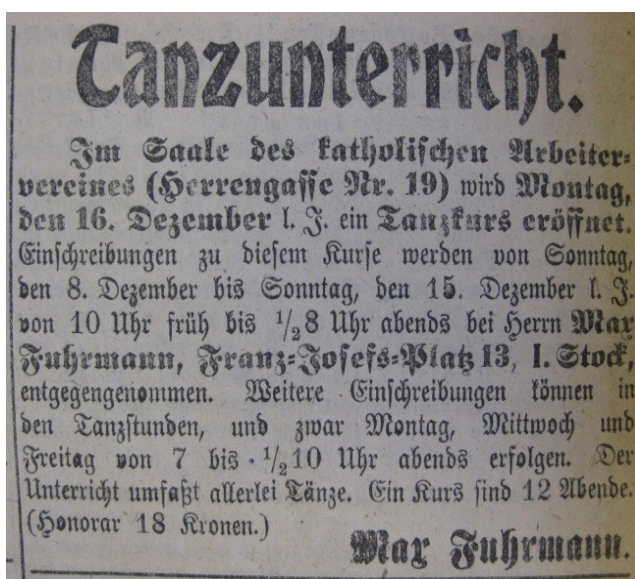 Tanzunterricht.
Im Saale des katholischen Arbeiter-
vereines (Herrengasse Nr. 19) wird Montag,
den 16. Dezember l. J. ein Tanzkurs eröffnet.
Einschreibungen zu diesem Kurse werden von Sonntag,
den 8. Dezember bis Sonntag, den 15. Dezember l. J.
von 10 Uhr früh bis 1/2 8 Uhr abends bei Herrn Max
Fuhrmann, Franz-Josefs-Platz 13, I. Stock,
entgegengenommen. Weitere Einschreibungen können in
den Tanzstunden, und zwar Montag, Mittwoch und
Freitag von 7 bis 1/2 10 Uhr abends erfolgen. Der
Unterricht umfaßt allerlei Tänze. Ein Kurs sind 12 Abende.
(Honorar 18 Kronen.)
Max Fuhrmann.